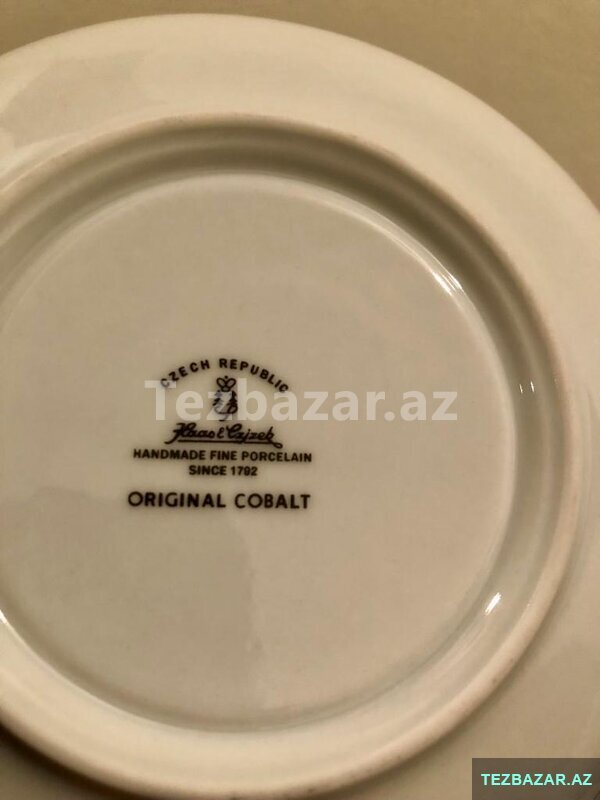 CZECH REPUBLIC
Tezbazar.az
Haas & Czjzek
HANDMADE FINE PORCELAIN
SINCE 1792
ORIGINAL COBALT
TEZBAZAR.AZ